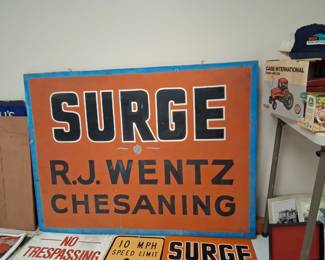 SURGE
R.J. WENTZ
CHESANING
CASE INTERNATIONAL
NO
TRESPASSING
10 MPH
SPEED LIMIT
SURGE